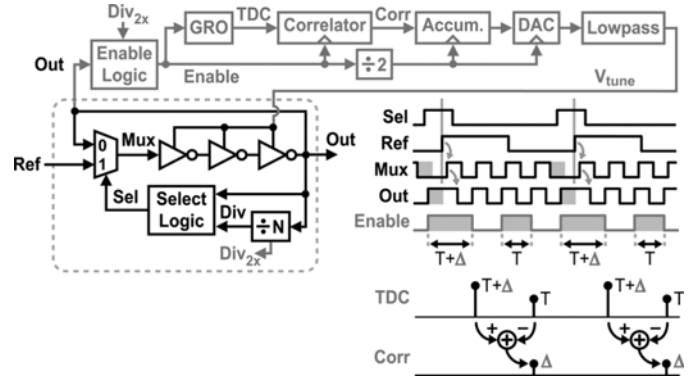 Div2x
TDC
Corr
GRO
Correlator
Accum.
DAC
Lowpass
Out
Enable
Logic
Enable
÷2
Vtune
0
1
Mux
Out
Ref
Sel
Select
Logic
Div
÷N
Div2x
Sel
Ref
Mux
Out
Enable
T+Δ
T
T+Δ
T
TDC
T+Δ
T
T+Δ
T
+
−
+
−
Corr
Δ
Δ